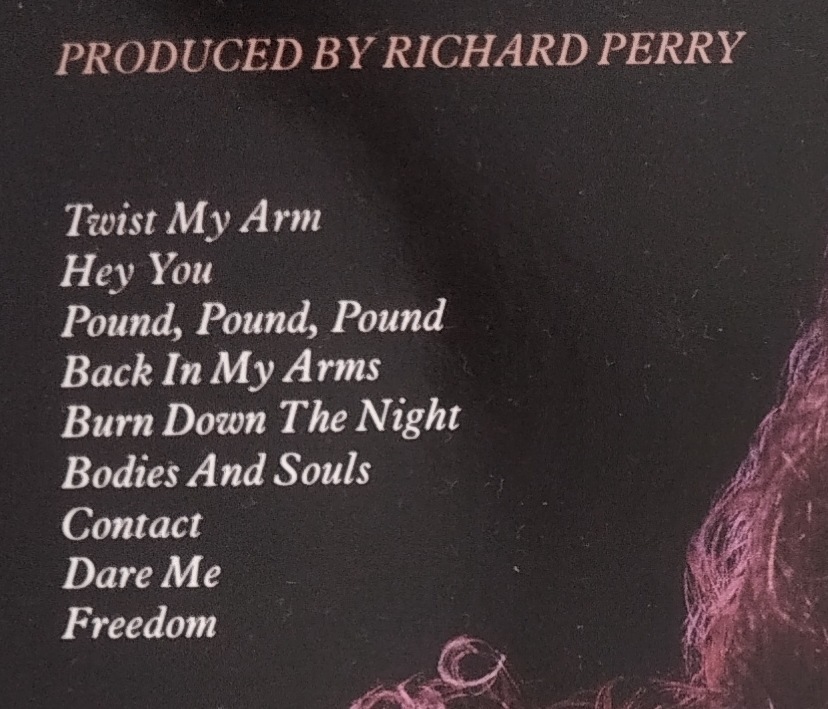 PRODUCED BY RICHARD PERRY
Twist My Arm
Hey You
Pound, Pound, Pound
Back In My Arms
Burn Down The Night
Bodies And Souls
Contact
Dare Me
Freedom